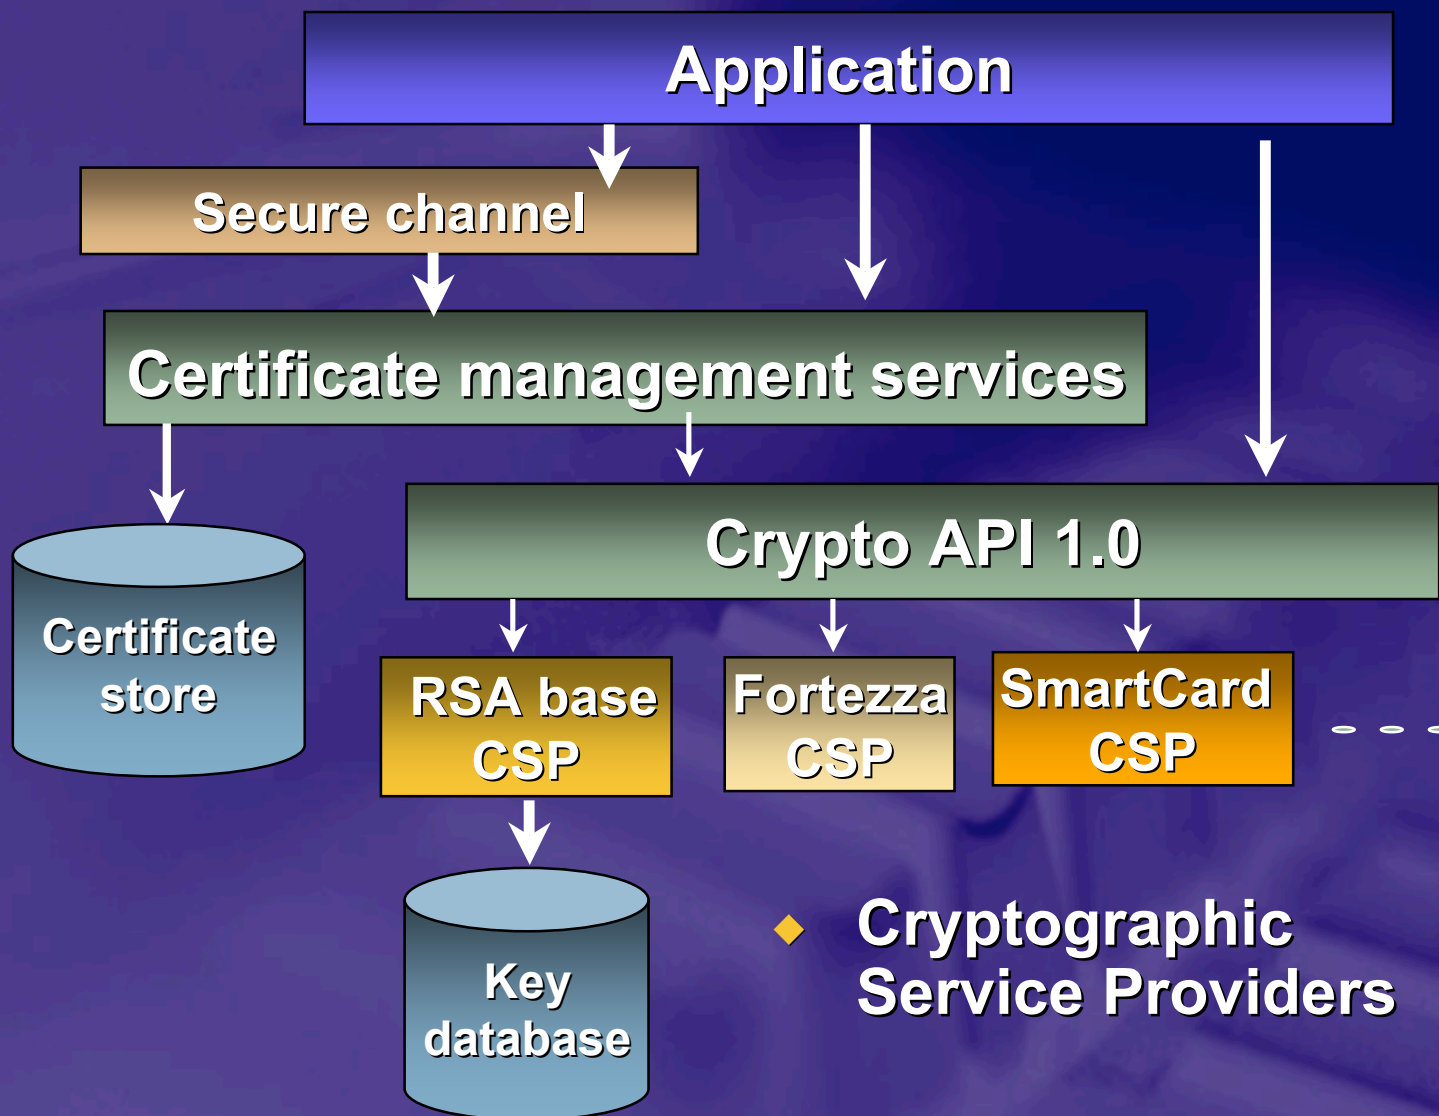 Application
Secure channel
Certificate management services
Crypto API 1.0
Certificate
store
RSA base
CSP
Fortezza
CSP
SmartCard
CSP
Key
database
Cryptographic
Service Providers